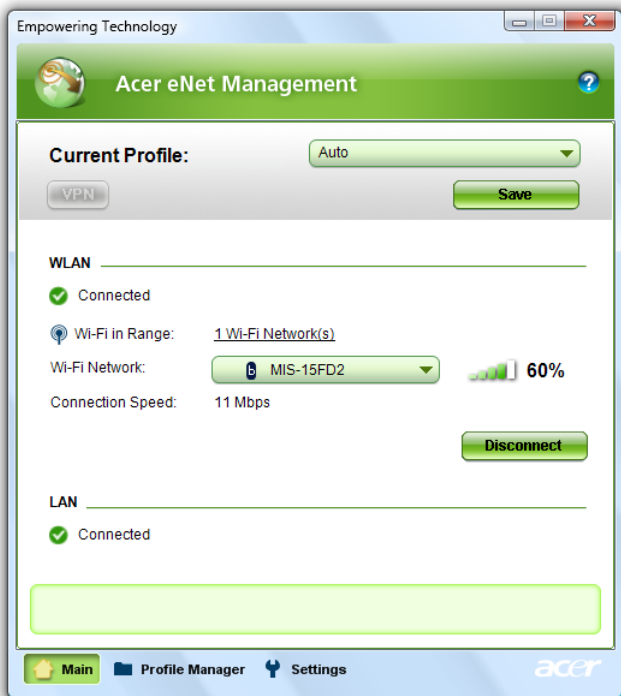 Empowering Technology
Acer eNet Management
?
Current Profile: Auto
VPN Save
WLAN
Connected
Wi-Fi in Range: 1 Wi-Fi Network(s)
Wi-Fi Network: b MIS-15FD2 60%
Connection Speed: 11 Mbps
Disconnect
LAN
Connected
Main Profile Manager Settings acer